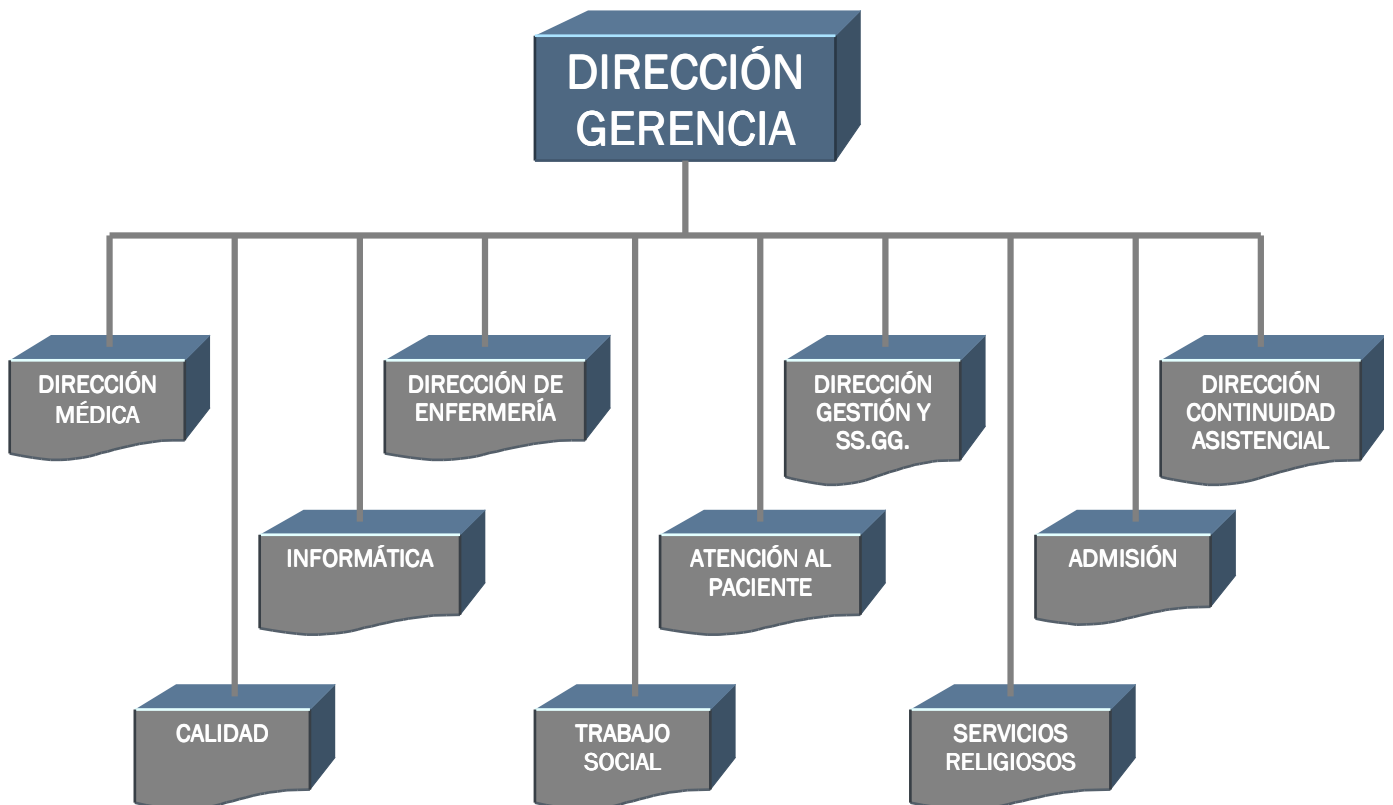 DIRECCIÓN
GERENCIA
DIRECCIÓN
MÉDICA
DIRECCIÓN DE
ENFERMERÍA
DIRECCIÓN
GESTIÓN Y
SS.GG.
DIRECCIÓN
CONTINUIDAD
ASISTENCIAL
INFORMÁTICA
ATENCIÓN AL
PACIENTE
ADMISIÓN
CALIDAD
TRABAJO
SOCIAL
SERVICIOS
RELIGIOSOS